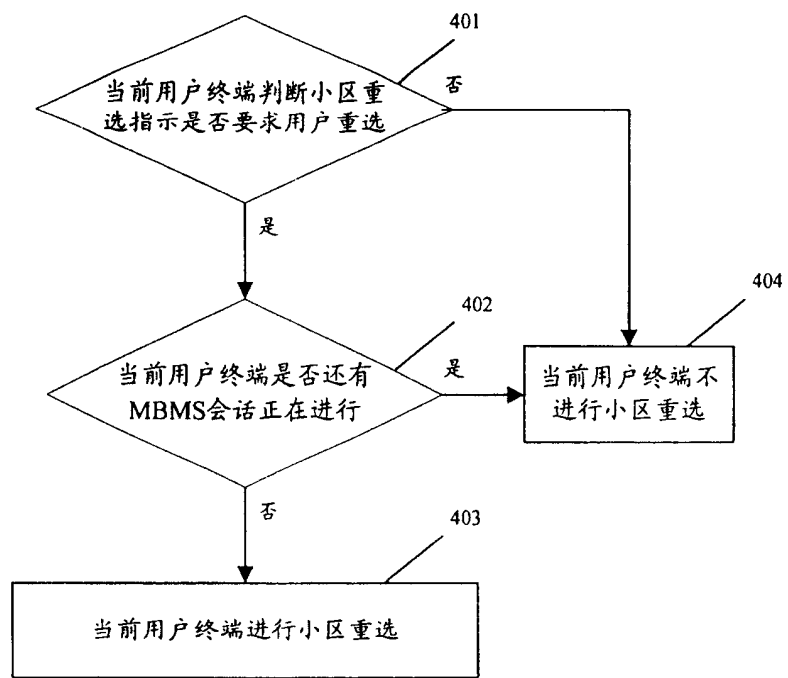 401
当前用户终端判断小区重
选指示是否要求用户重选
否
是
402
404
当前用户终端是否还有
MBMS会话正在进行
是
当前用户终端不
进行小区重选
否
403
当前用户终端进行小区重选